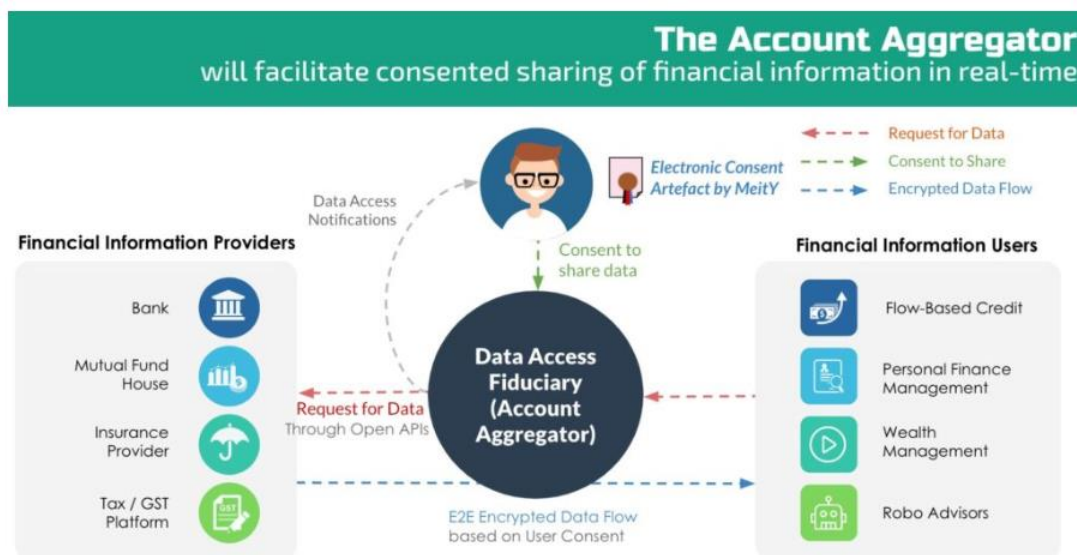 The Account Aggregator
will facilitate consented sharing of financial information in real-time
Request for Data
Consent to Share
Encrypted Data Flow
Electronic Consent
Artefact by MeitY
Data Access
Notifications
Consent to
share data
Financial Information Providers
Bank
Mutual Fund
House
Insurance
Provider
Tax / GST
Platform
GST
Data Access
Fiduciary
(Account
Aggregator)
Request for Data
Through Open APIs
E2E Encrypted Data Flow
based on User Consent
Financial Information Users
Flow-Based Credit
Personal Finance
Management
Wealth
Management
Robo Advisors